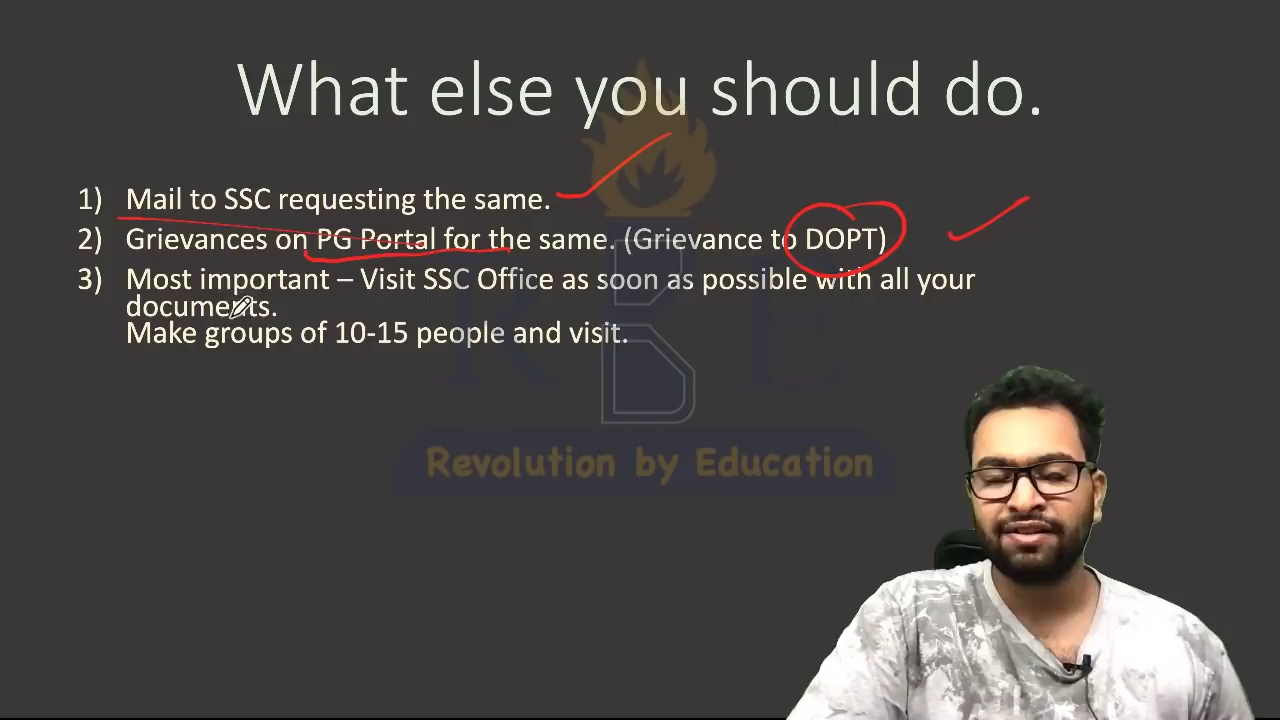 What else you should do.
1) Mail to SSC requesting the same.
2) Grievances on PG Portal for the same. (Grievance to DOPT)
3) Most important – Visit SSC Office as soon as possible with all your
documents.
Make groups of 10-15 people and visit.
R B E
Revolution by Education